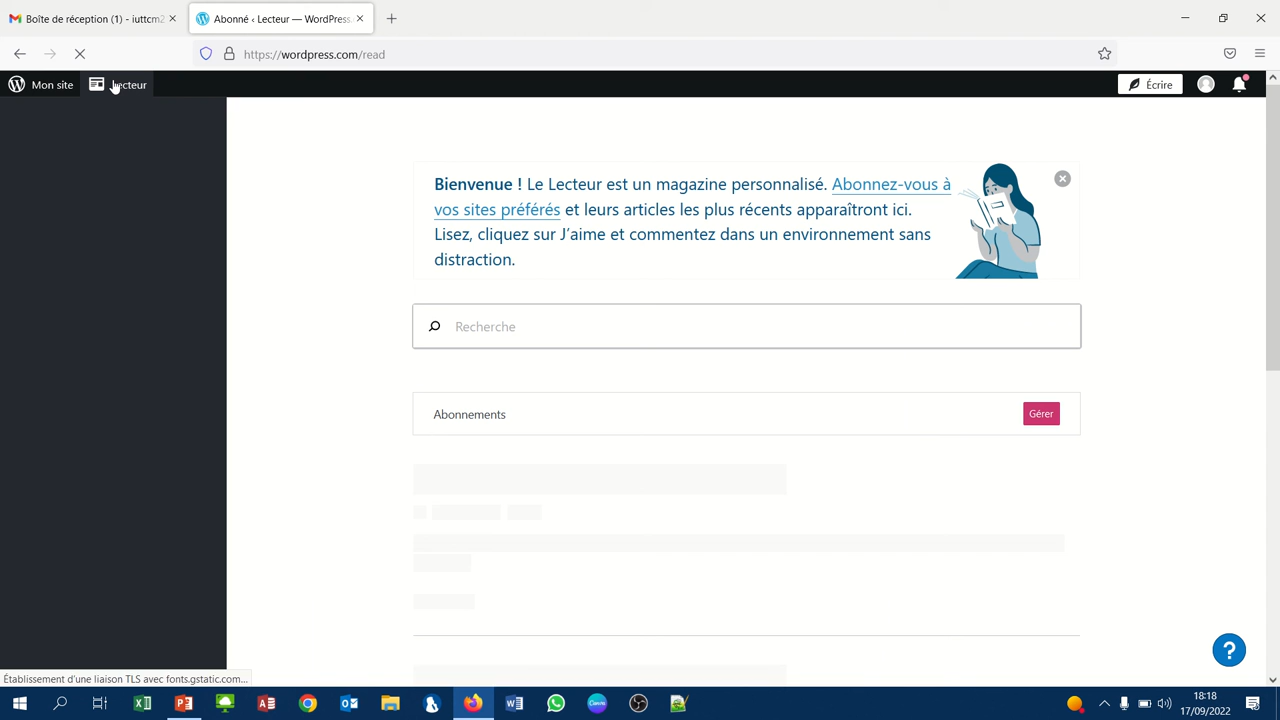 Boîte de réception (1) - iuttcm2
Abonné ‹ Lecteur — WordPress.
https://wordpress.com/read
Mon site
Lecteur
Écrire
Bienvenue ! Le Lecteur est un magazine personnalisé. Abonnez-vous à
vos sites préférés et leurs articles les plus récents apparaîtront ici.
Lisez, cliquez sur J’aime et commentez dans un environnement sans
distraction.
Recherche
Abonnements
Gérer
?
Établissement d'une liaison TLS avec fonts.gstatic.com...
18:18
17/09/2022